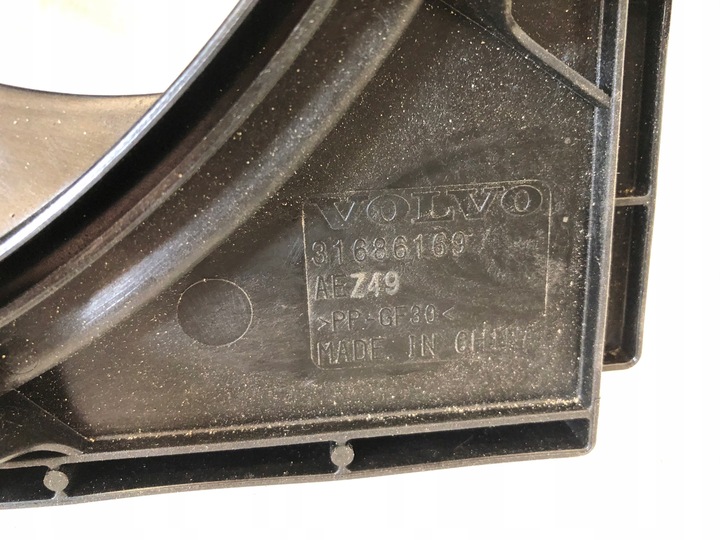 VOLVO
31686169
AEZ49
>PP-GF30<
MADE IN CHINA